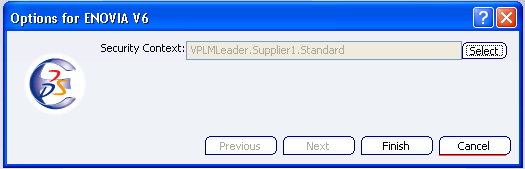 Options for ENOVIA V6
Security Context: VPLMLeader.Supplier1.Standard Select
Previous Next Finish Cancel